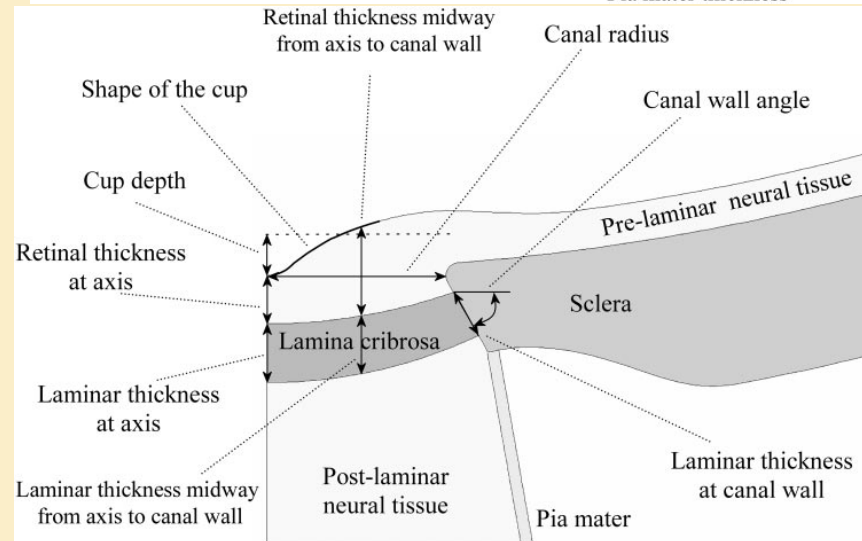 Retinal thickness midway
from axis to canal wall
Canal radius
Shape of the cup
Canal wall angle
Cup depth
Pre-laminar neural tissue
Retinal thickness
at axis
Sclera
Lamina cribrosa
Laminar thickness
at axis
Laminar thickness
at canal wall
Post-laminar
neural tissue
Laminar thickness midway
from axis to canal wall
Pia mater